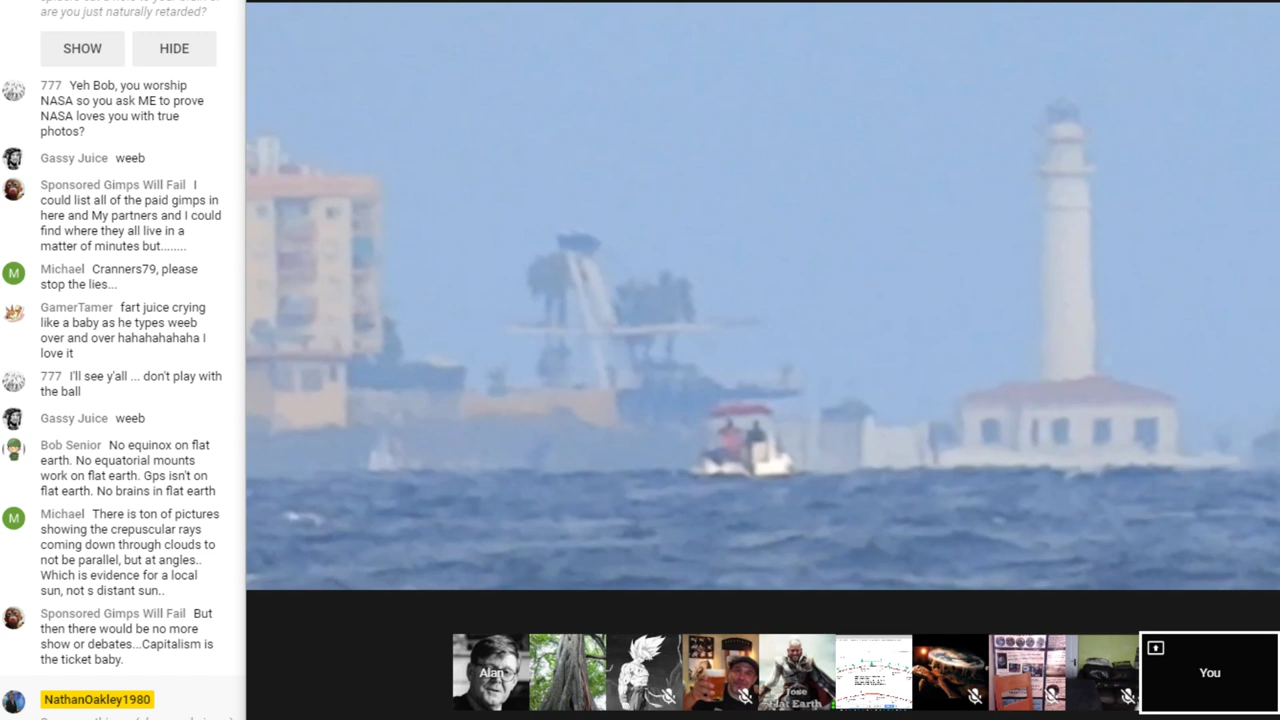 are you just naturally retarded?
SHOW HIDE
777 Yeh Bob, you worship
NASA so you ask ME to prove
NASA loves you with true
photos?
Gassy Juice weeb
Sponsored Gimps Will Fail I
could list all of the paid gimps in
here and My partners and I could
find where they all live in a
matter of minutes but........
M
Michael Cranners79, please
stop the lies...
GamerTamer fart juice crying
like a baby as he types weeb
over and over hahahahahaha I
love it
777 I'll see y'all ... don't play with
the ball
Gassy Juice weeb
Bob Senior No equinox on flat
earth. No equatorial mounts
work on flat earth. Gps isn't on
flat earth. No brains in flat earth
M
Michael There is ton of pictures
showing the crepuscular rays
coming down through clouds to
not be parallel, but at angles..
Which is evidence for a local
sun, not s distant sun..
Sponsored Gimps Will Fail But
then there would be no more
show or debates...Capitalism is
the ticket baby.
NathanOakley1980
Alan
Jose
Flat Earth
You